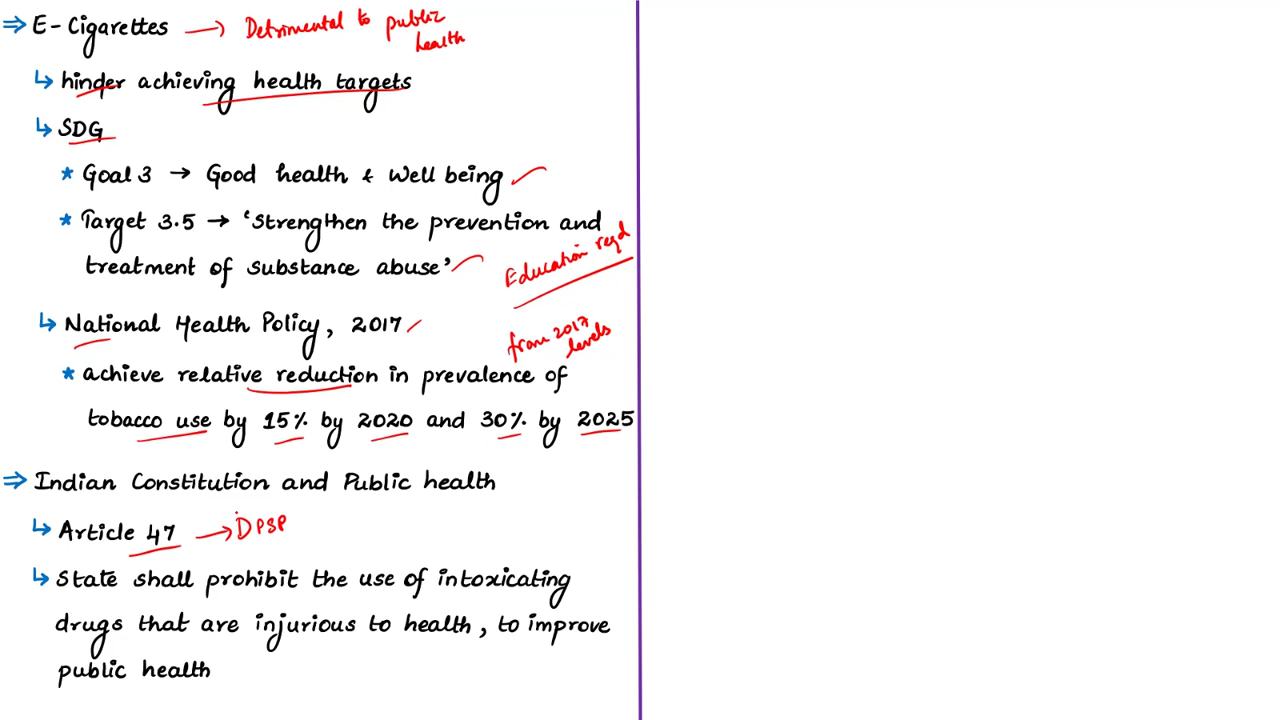 ⇒ E-Cigarettes → Detrimental to public
health
↳ hinder achieving health targets
↳ SDG
* Goal 3 → Good health & Well being
* Target 3.5 → 'Strengthen the prevention and
treatment of substance abuse'
Education reqd
↳ National Health Policy, 2017
from 2017
levels
* achieve relative reduction in prevalence of
tobacco use by 15% by 2020 and 30% by 2025
⇒ Indian Constitution and Public health
↳ Article 47 → DPSP
↳ State shall prohibit the use of intoxicating
drugs that are injurious to health, to improve
public health